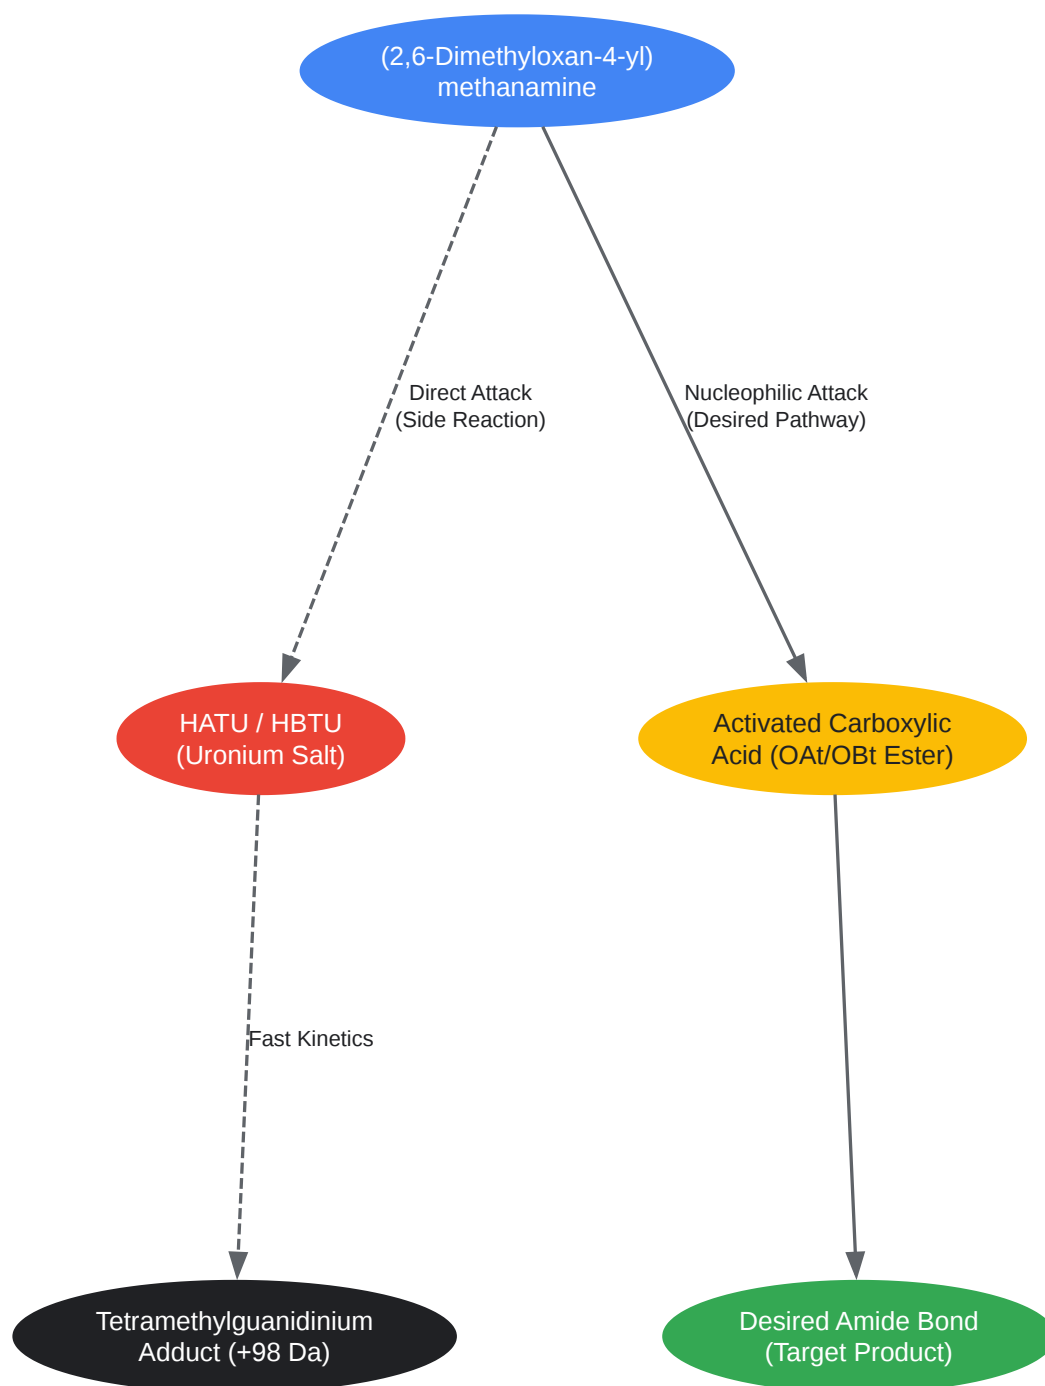 (2,6-Dimethyloxan-4-yl)
methanamine
Direct Attack
(Side Reaction)
Nucleophilic Attack
(Desired Pathway)
HATU / HBTU
(Uronium Salt)
Activated Carboxylic
Acid (OAt/OBt Ester)
Fast Kinetics
Tetramethylguanidinium
Adduct (+98 Da)
Desired Amide Bond
(Target Product)